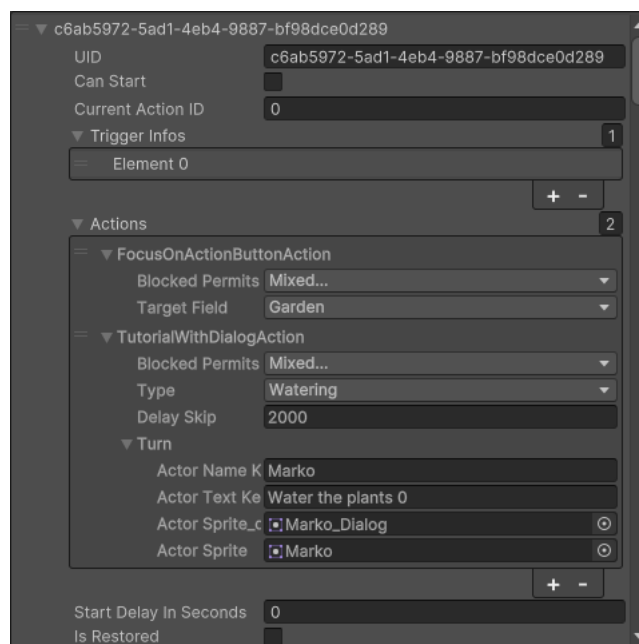 c6ab5972-5ad1-4eb4-9887-bf98dce0d289
UID c6ab5972-5ad1-4eb4-9887-bf98dce0d289
Can Start
Current Action ID 0
Trigger Infos 1
Element 0
+ -
Actions 2
FocusOnActionButtonAction
Blocked Permits Mixed...
Target Field Garden
TutorialWithDialogAction
Blocked Permits Mixed...
Type Watering
Delay Skip 2000
Turn
Actor Name K Marko
Actor Text Ke Water the plants 0
Actor Sprite_d Marko_Dialog
Actor Sprite Marko
+ -
Start Delay In Seconds 0
Is Restored